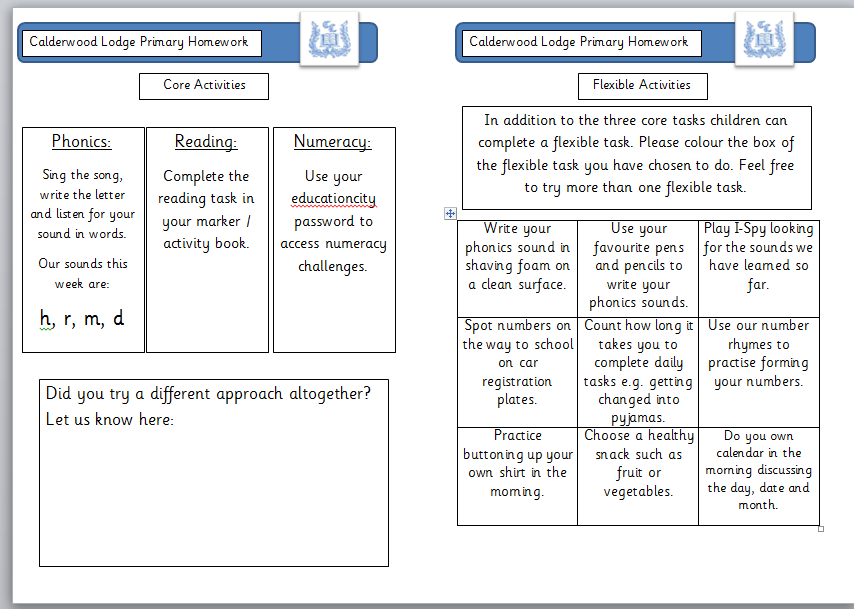 Calderwood Lodge Primary Homework
Core Activities
Phonics:
Sing the song,
write the letter
and listen for your
sound in words.
Our sounds this
week are:
h, r, m, d
Reading:
Complete the
reading task in
your marker /
activity book.
Numeracy:
Use your
educationcity
password to
access numeracy
challenges.
Did you try a different approach altogether?
Let us know here:
Calderwood Lodge Primary Homework
Flexible Activities
In addition to the three core tasks children can
complete a flexible task. Please colour the box of
the flexible task you have chosen to do. Feel free
to try more than one flexible task.
Write your
phonics sound in
shaving foam on
a clean surface.
Use your
favourite pens
and pencils to
write your
phonics sounds.
Play I-Spy looking
for the sounds we
have learned so
far.
Spot numbers on
the way to school
on car
registration
plates.
Count how long it
takes you to
complete daily
tasks e.g. getting
changed into
pyjamas.
Use our number
rhymes to
practise forming
your numbers.
Practice
buttoning up your
own shirt in the
morning.
Choose a healthy
snack such as
fruit or
vegetables.
Do you own
calendar in the
morning discussing
the day, date and
month.